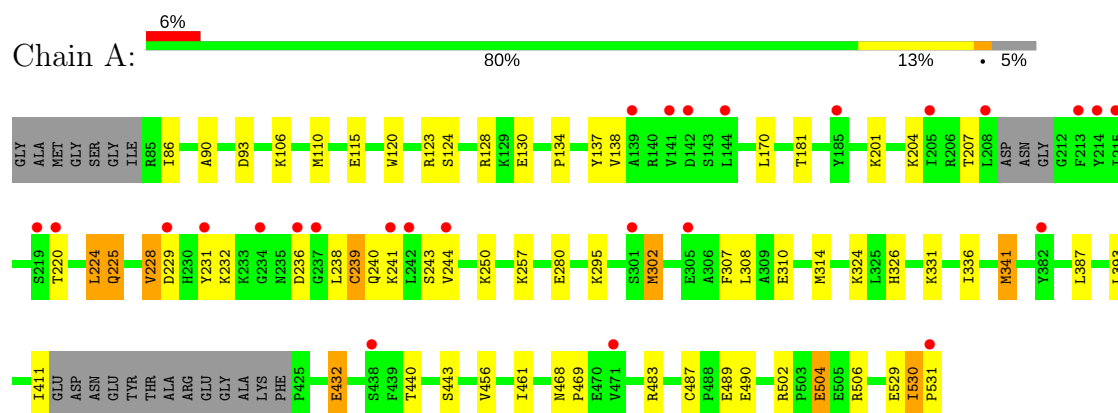 6%
Chain A:
80% 13% • 5%
GLY ALA MET GLY SER GLY ILE R85 I86 A90 D93 K106 M110 E115 W120 R123 S124 R128 K129 E130 P134 Y137 V138 A139 R140 V141 D142 S143 L144 L170 T181 Y185 K201 K204 I205 R206 T207 L208 ASP ASN GLY G212 F213 Y214
S219 T220 L224 Q225 V228 D229 H230 Y231 K232 K233 G234 N235 D236 G237 L238 C239 Q240 K241 L242 S243 V244 K250 K257 E280 K295 S301 M302 E305 A306 F307 L308 A309 E310 M314 K324 L325 H326 K331 I336 M341 Y382 L387
I411 GLU ASP ASN GLU TYR THR ALA ARG GLU GLY ALA LYS PHE P425 E432 S438 F439 T440 S443 V456 I461 N468 P469 E470 V471 R483 C487 P488 E489 E490 R502 P503 E504 E505 R506 E529 I530 P531